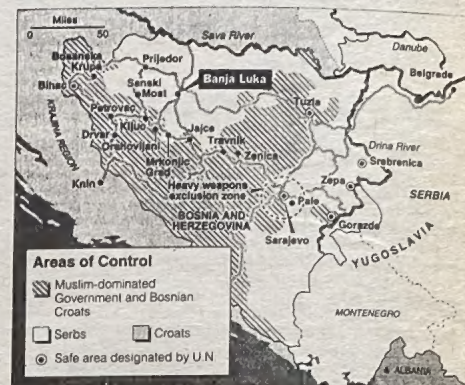 Miles
0 50
Sava River
Danube
Belgrade
Bosanska
Krupa
Prijedor
Bihac
Sanski
Most
Banja Luka
Tuzla
KRAJINA REGION
Petrovac
Kljuc
Jajce
Drvar
Travnik
Drina River
Srebrenica
Mrkonjic
Grad
Zenica
Zepa
Knin
Heavy weapons
exclusion zone
SERBIA
BOSNIA AND
HERZEGOVINA
Pale
Gorazde
Sarajevo
YUGOSLAVIA
Areas of Control
Muslim-dominated
Government and Bosnian
Croats
Serbs
Croats
Safe area designated by U.N
MONTENEGRO
ALBANIA